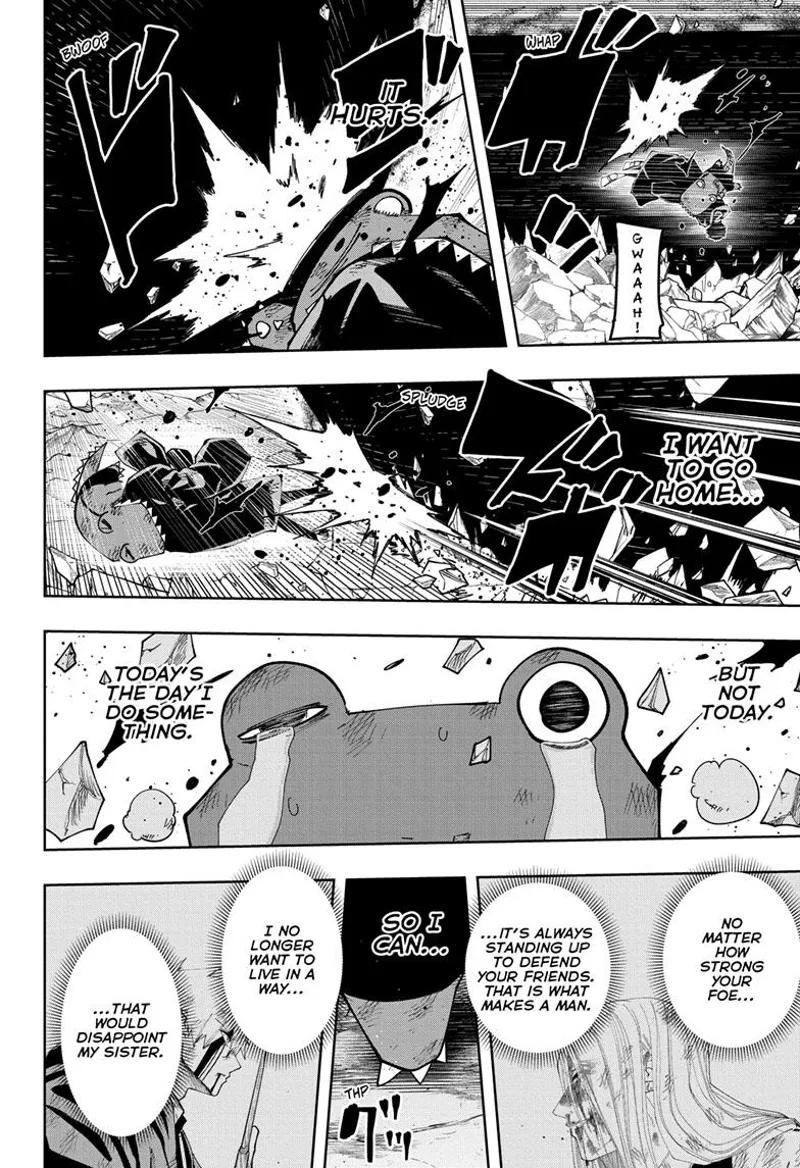 WHAP
GWAAAH!
BWOOF
IT
HURTS...
I WANT
TO GO
HOME...
SPLUDGE
BUT
NOT
TODAY.
TODAY'S
THE DAY I
DO SOME-
THING.
NO
MATTER
HOW
STRONG
YOUR
FOE...
...IT'S ALWAYS
STANDING UP
TO DEFEND
YOUR FRIENDS.
THAT IS WHAT
MAKES A MAN.
SO I
CAN...
THP
グッ
I NO
LONGER
WANT TO
LIVE IN A
WAY...
...THAT
WOULD
DISAPPOINT
MY SISTER.